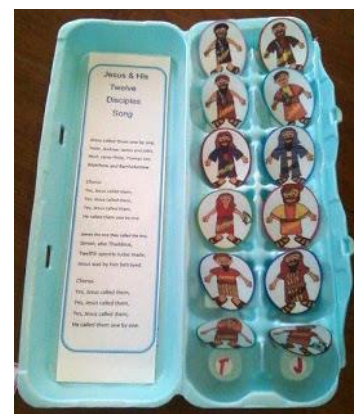 Jesus & His
Twelve
Disciples
Song
Jesus called them one by one,
Peter, Andrew, James and John,
Next came Philip, Thomas too,
Matthew and Bartholomew.
Chorus
Yes, Jesus called them,
Yes, Jesus called them,
Yes, Jesus called them,
He called them one by one.
James the one they called the less,
Simon, also Thaddeus,
Twelfth apostle Judas made,
Jesus was by him betrayed.
Chorus
Yes, Jesus called them,
Yes, Jesus called them,
Yes, Jesus called them,
He called them one by one.
T J